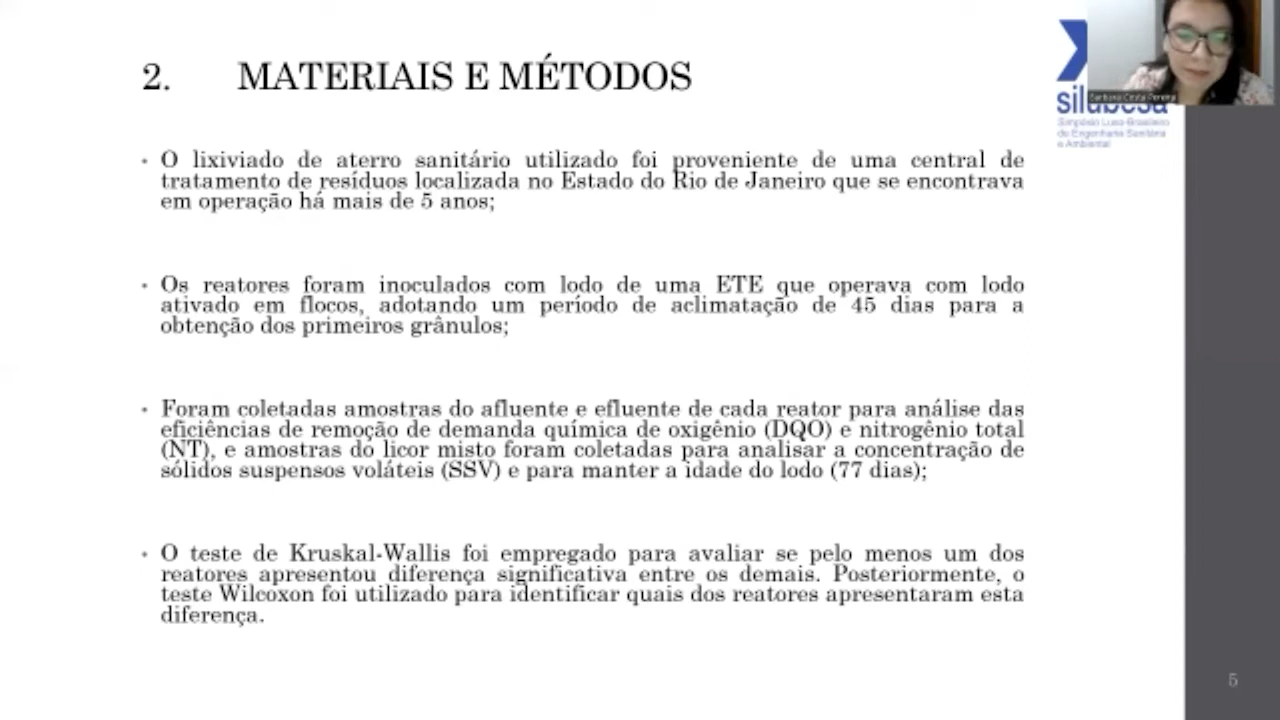 2. MATERIAIS E MÉTODOS
silubesa
Simpósio Luso-Brasileiro
de Engenharia Sanitária
e Ambiental
• O lixiviado de aterro sanitário utilizado foi proveniente de uma central de
tratamento de resíduos localizada no Estado do Rio de Janeiro que se encontrava
em operação há mais de 5 anos;
• Os reatores foram inoculados com lodo de uma ETE que operava com lodo
ativado em flocos, adotando um período de aclimatação de 45 dias para a
obtenção dos primeiros grânulos;
• Foram coletadas amostras do afluente e efluente de cada reator para análise das
eficiências de remoção de demanda química de oxigênio (DQO) e nitrogênio total
(NT), e amostras do licor misto foram coletadas para analisar a concentração de
sólidos suspensos voláteis (SSV) e para manter a idade do lodo (77 dias);
• O teste de Kruskal-Wallis foi empregado para avaliar se pelo menos um dos
reatores apresentou diferença significativa entre os demais. Posteriormente, o
teste Wilcoxon foi utilizado para identificar quais dos reatores apresentaram esta
diferença.
5